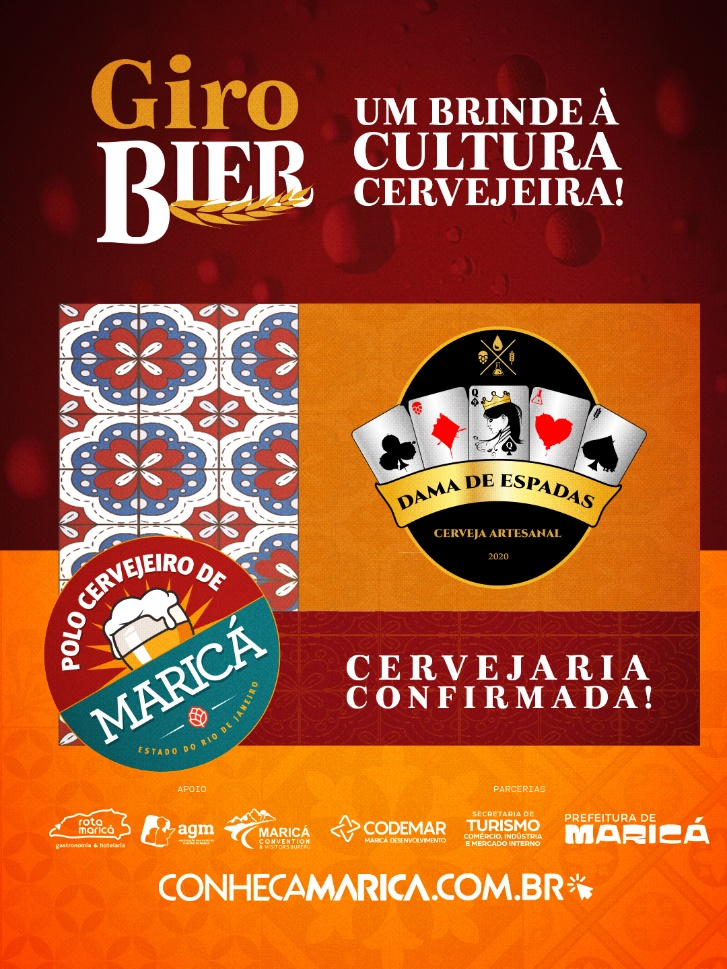 Giro
BIER
UM BRINDE À
CULTURA
CERVEJEIRA!
Q
Q
DAMA DE ESPADAS
CERVEJA ARTESANAL
2020
POLO CERVEJEIRO DE
MARICÁ
ESTADO DO RIO DE JANEIRO
CERVEJARIA
CONFIRMADA!
APOIO
PARCERIAS
rota
maricá
gastronomia & hotelaria
agm
MARICÁ
CONVENTION
& VISITORS BUREAU
CODEMAR
MARICÁ DESENVOLVIMENTO
SECRETARIA DE
TURISMO
COMÉRCIO, INDÚSTRIA
E MERCADO INTERNO
PREFEITURA DE
MARICÁ
CONHECAMARICA.COM.BR